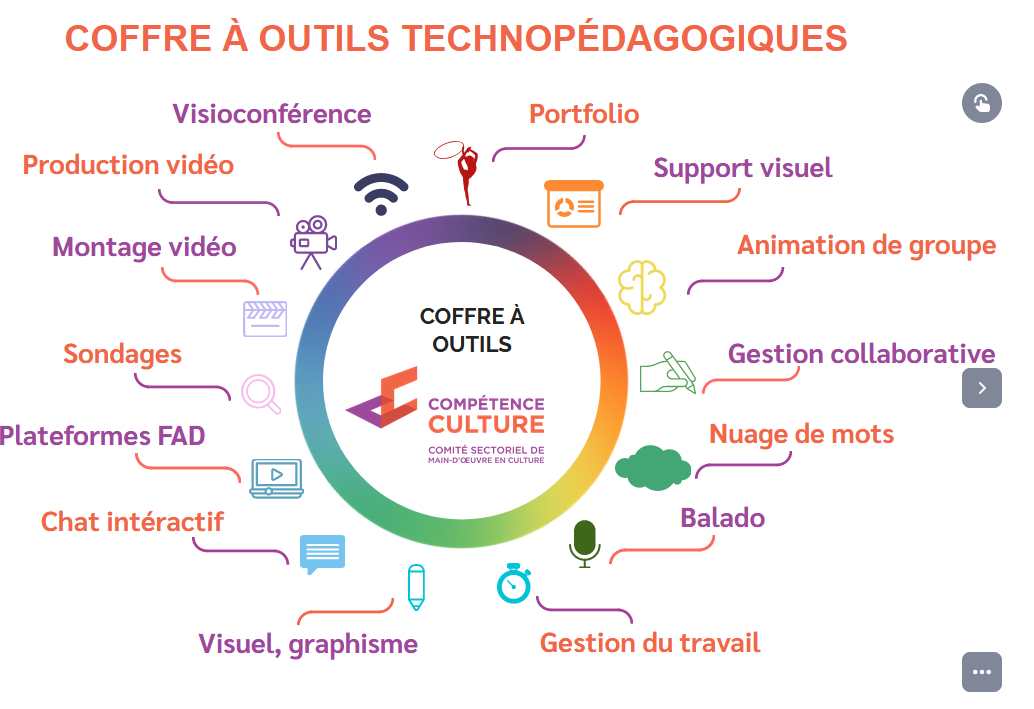 COFFRE À OUTILS TECHNOPÉDAGOGIQUES
Visioconférence
Portfolio
Production vidéo
Support visuel
Montage vidéo
Animation de groupe
COFFRE À
OUTILS
Sondages
Gestion collaborative
COMPÉTENCE
CULTURE
COMITÉ SECTORIEL DE
MAIN-D'ŒUVRE EN CULTURE
Plateformes FAD
Nuage de mots
Chat intéractif
Balado
Visuel, graphisme
Gestion du travail